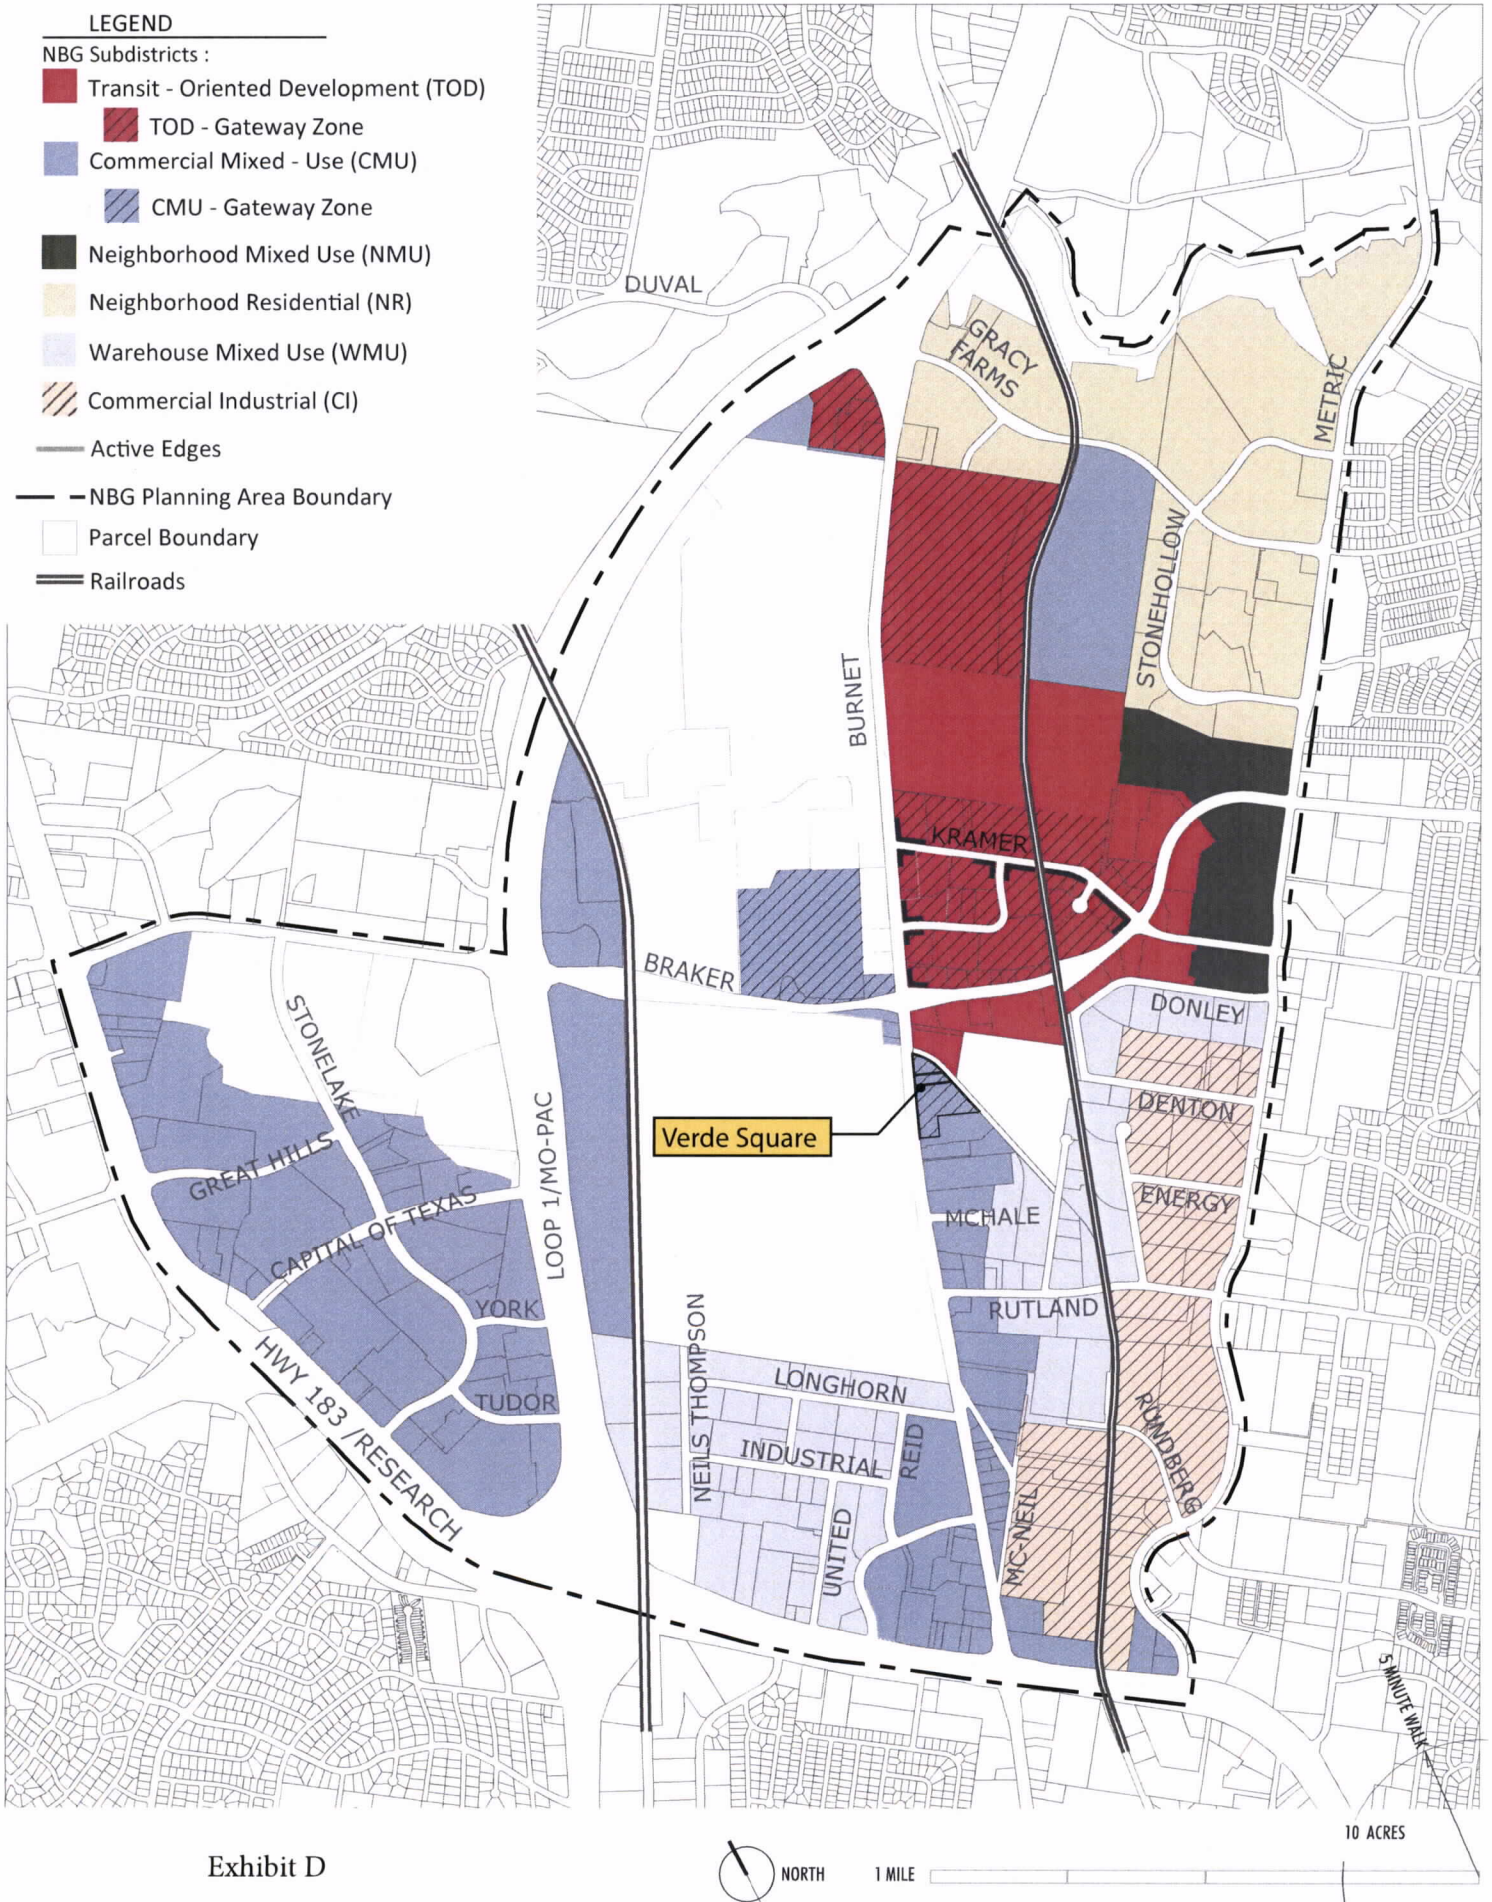 LEGEND
NBG Subdistricts :
Transit - Oriented Development (TOD)
TOD - Gateway Zone
Commercial Mixed - Use (CMU)
CMU - Gateway Zone
Neighborhood Mixed Use (NMU)
Neighborhood Residential (NR)
Warehouse Mixed Use (WMU)
Commercial Industrial (CI)
Active Edges
NBG Planning Area Boundary
Parcel Boundary
Railroads
DUVAL
GRACY
FARMS
METRIC
STONEHOLLOW
BURNET
KRAMER
BRAKER
DONLEY
STONELAKE
DENTON
Verde Square
GREAT HILLS
LOOP 1/MO-PAC
ENERGY
CAPITAL OF TEXAS
MCHALE
YORK
RUTLAND
HWY 183 /RESEARCH
NEILS THOMPSON
LONGHORN
TUDOR
RUNDBERG
INDUSTRIAL
REID
UNITED
MC-NEIL
5 MINUTE WALK
10 ACRES
Exhibit D
NORTH
1 MILE